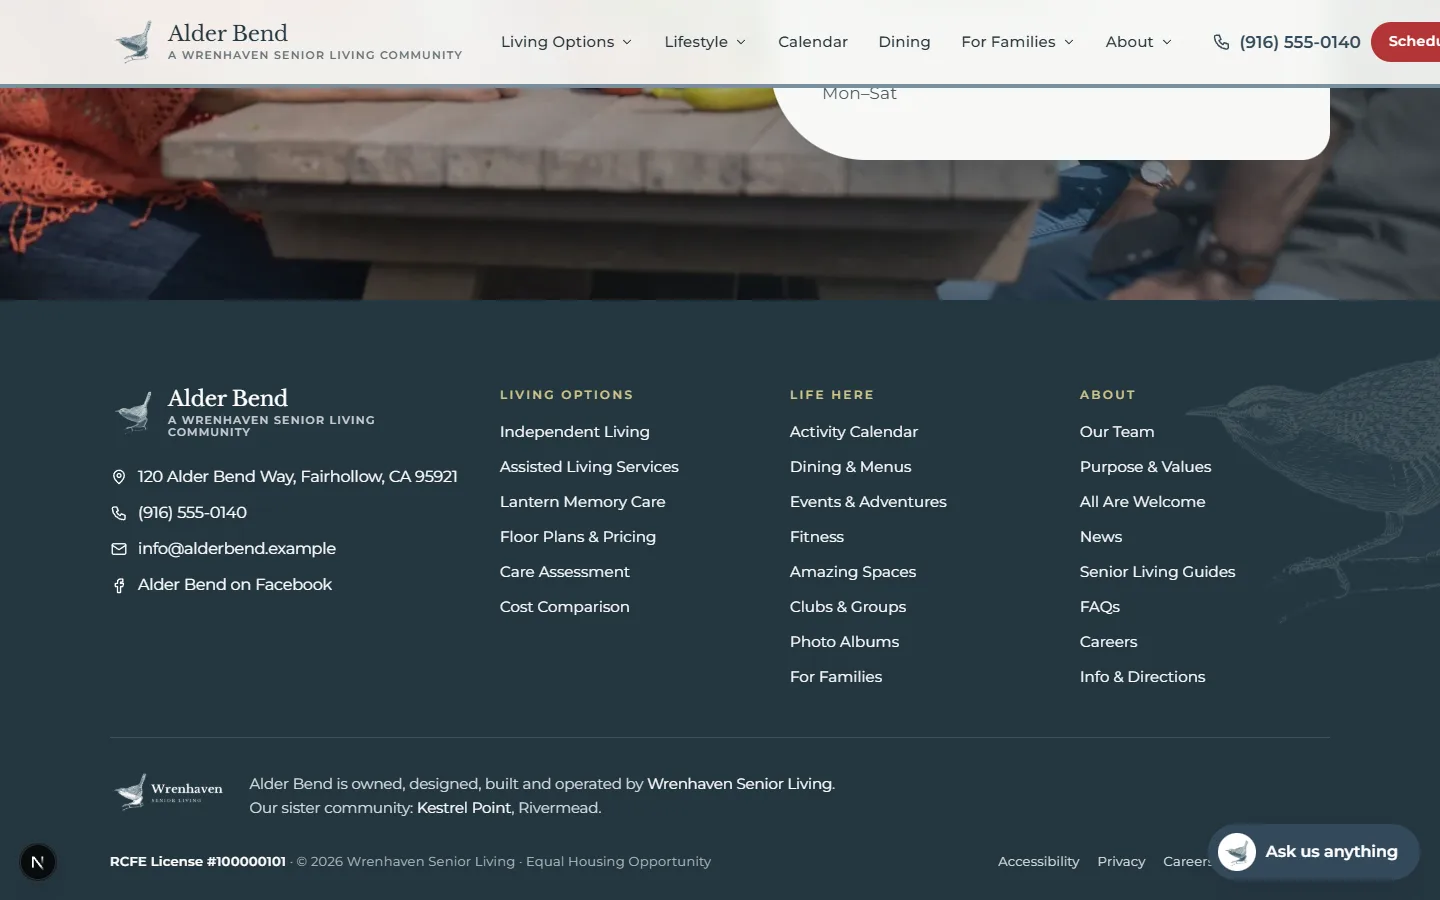 Alder Bend
A WRENHAVEN SENIOR LIVING COMMUNITY
Living Options
Lifestyle
Calendar
Dining
For Families
About
(916) 555-0140
Mon–Sat
Alder Bend
A WRENHAVEN SENIOR LIVING
COMMUNITY
120 Alder Bend Way, Fairhollow, CA 95921
(916) 555-0140
info@alderbend.example
Alder Bend on Facebook
LIVING OPTIONS
Independent Living
Assisted Living Services
Lantern Memory Care
Floor Plans & Pricing
Care Assessment
Cost Comparison
LIFE HERE
Activity Calendar
Dining & Menus
Events & Adventures
Fitness
Amazing Spaces
Clubs & Groups
Photo Albums
For Families
ABOUT
Our Team
Purpose & Values
All Are Welcome
News
Senior Living Guides
FAQs
Careers
Info & Directions
Wrenhaven
SENIOR LIVING
Alder Bend is owned, designed, built and operated by Wrenhaven Senior Living.
Our sister community: Kestrel Point, Rivermead.
N
RCFE License #100000101 · © 2026 Wrenhaven Senior Living · Equal Housing Opportunity
Accessibility
Privacy
Careers
Ask us anything